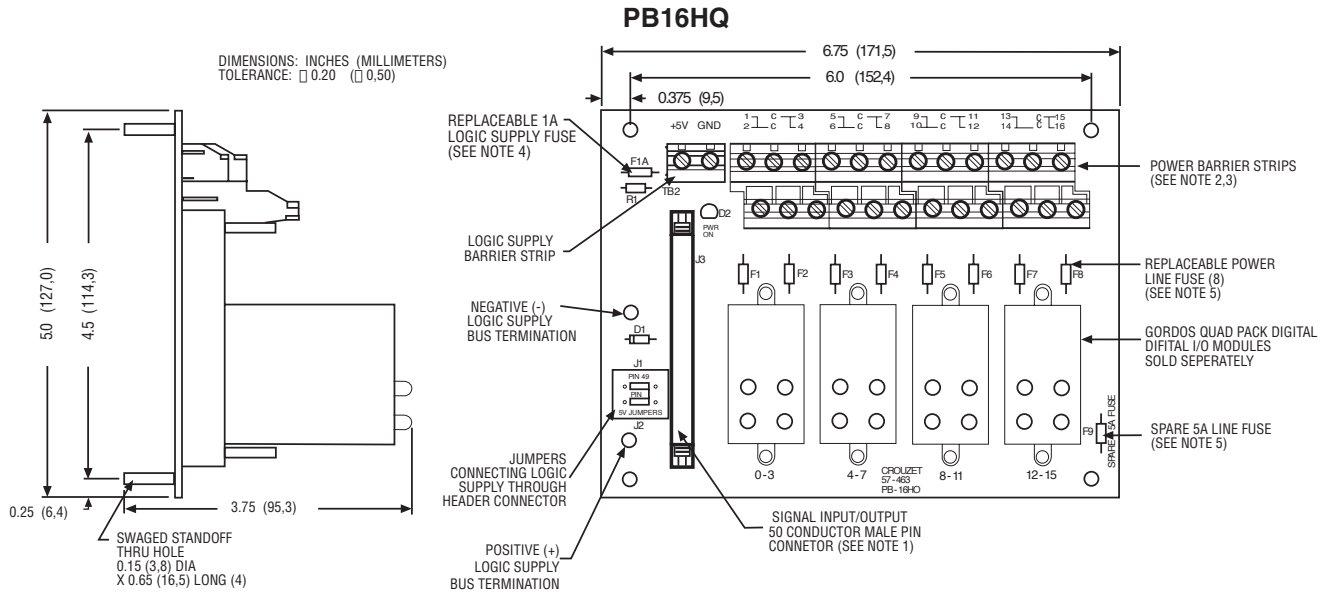 PB16HQ
DIMENSIONS: INCHES (MILLIMETERS)
TOLERANCE: □ 0.20 (□ 0,50)
6.75 (171,5)
6.0 (152,4)
0.375 (9,5)
5.0 (127,0)
4.5 (114,3)
0.25 (6,4)
3.75 (95,3)
SWAGED STANDOFF
THRU HOLE
0.15 (3,8) DIA
X 0.65 (16,5) LONG (4)
REPLACEABLE 1A
LOGIC SUPPLY FUSE
(SEE NOTE 4)
LOGIC SUPPLY
BARRIER STRIP
NEGATIVE (-)
LOGIC SUPPLY
BUS TERMINATION
JUMPERS
CONNECTING LOGIC
SUPPLY THROUGH
HEADER CONNECTOR
POSITIVE (+)
LOGIC SUPPLY
BUS TERMINATION
+5V GND
1 C 3
2 C 4
5 C 7
6 C 8
9 C 11
10 C 12
13 C 15
14 C 16
F1A
R1
TB2
D2
PWR
ON
J3
D1
J1
PIN 49
PIN
5V JUMPERS
J2
F1 F2 F3 F4 F5 F6 F7 F8
F9
SPARE 5A FUSE
0-3 4-7 8-11 12-15
CROUZET
57-463
PB-16HO
POWER BARRIER STRIPS
(SEE NOTE 2,3)
REPLACEABLE POWER
LINE FUSE (8)
(SEE NOTE 5)
GORDOS QUAD PACK DIGITAL
DIFITAL I/O MODULES
SOLD SEPERATELY
SPARE 5A LINE FUSE
(SEE NOTE 5)
SIGNAL INPUT/OUTPUT
50 CONDUCTOR MALE PIN
CONNETOR (SEE NOTE 1)